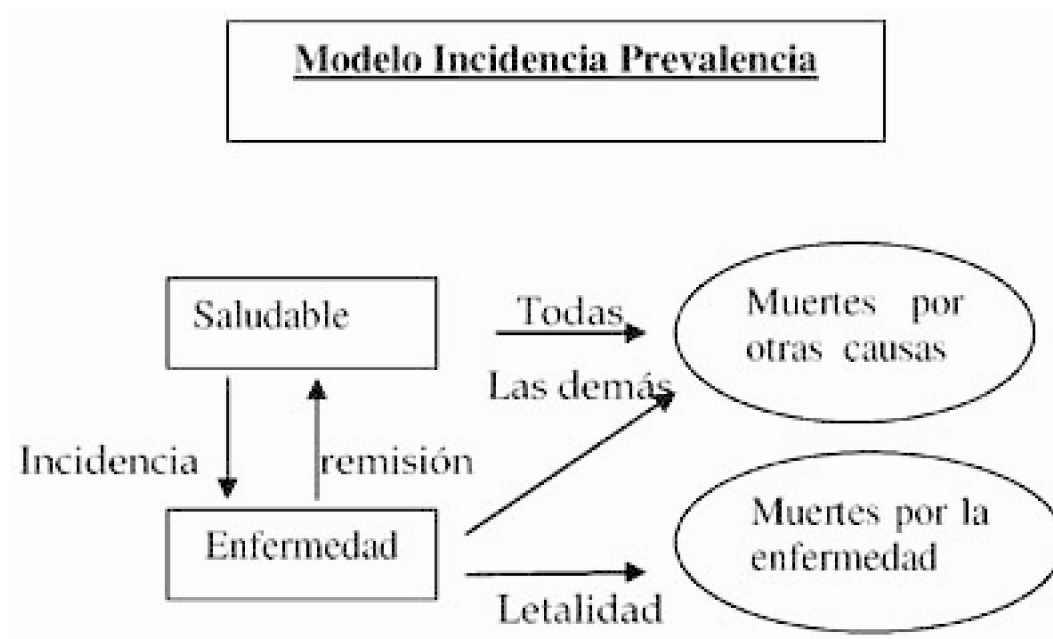 Modelo Incidencia Prevalencia
Saludable
Todas
Las demás
Muertes por
otras causas
Incidencia
remisión
Enfermedad
Letalidad
Muertes por la
enfermedad